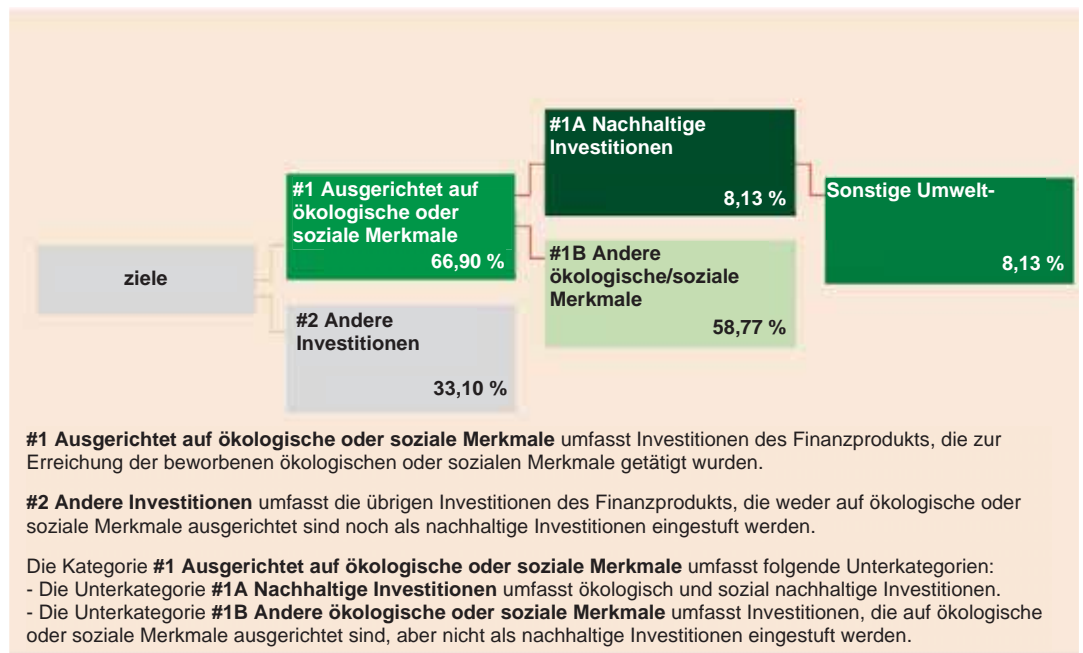 #1A Nachhaltige
Investitionen
8,13 %
#1 Ausgerichtet auf
ökologische oder
soziale Merkmale
66,90 %
Sonstige Umwelt-
8,13 %
#1B Andere
ökologische/soziale
Merkmale
58,77 %
ziele
#2 Andere
Investitionen
33,10 %
#1 Ausgerichtet auf ökologische oder soziale Merkmale umfasst Investitionen des Finanzprodukts, die zur
Erreichung der beworbenen ökologischen oder sozialen Merkmale getätigt wurden.
#2 Andere Investitionen umfasst die übrigen Investitionen des Finanzprodukts, die weder auf ökologische oder
soziale Merkmale ausgerichtet sind noch als nachhaltige Investitionen eingestuft werden.
Die Kategorie #1 Ausgerichtet auf ökologische oder soziale Merkmale umfasst folgende Unterkategorien:
- Die Unterkategorie #1A Nachhaltige Investitionen umfasst ökologisch und sozial nachhaltige Investitionen.
- Die Unterkategorie #1B Andere ökologische oder soziale Merkmale umfasst Investitionen, die auf ökologische
oder soziale Merkmale ausgerichtet sind, aber nicht als nachhaltige Investitionen eingestuft werden.